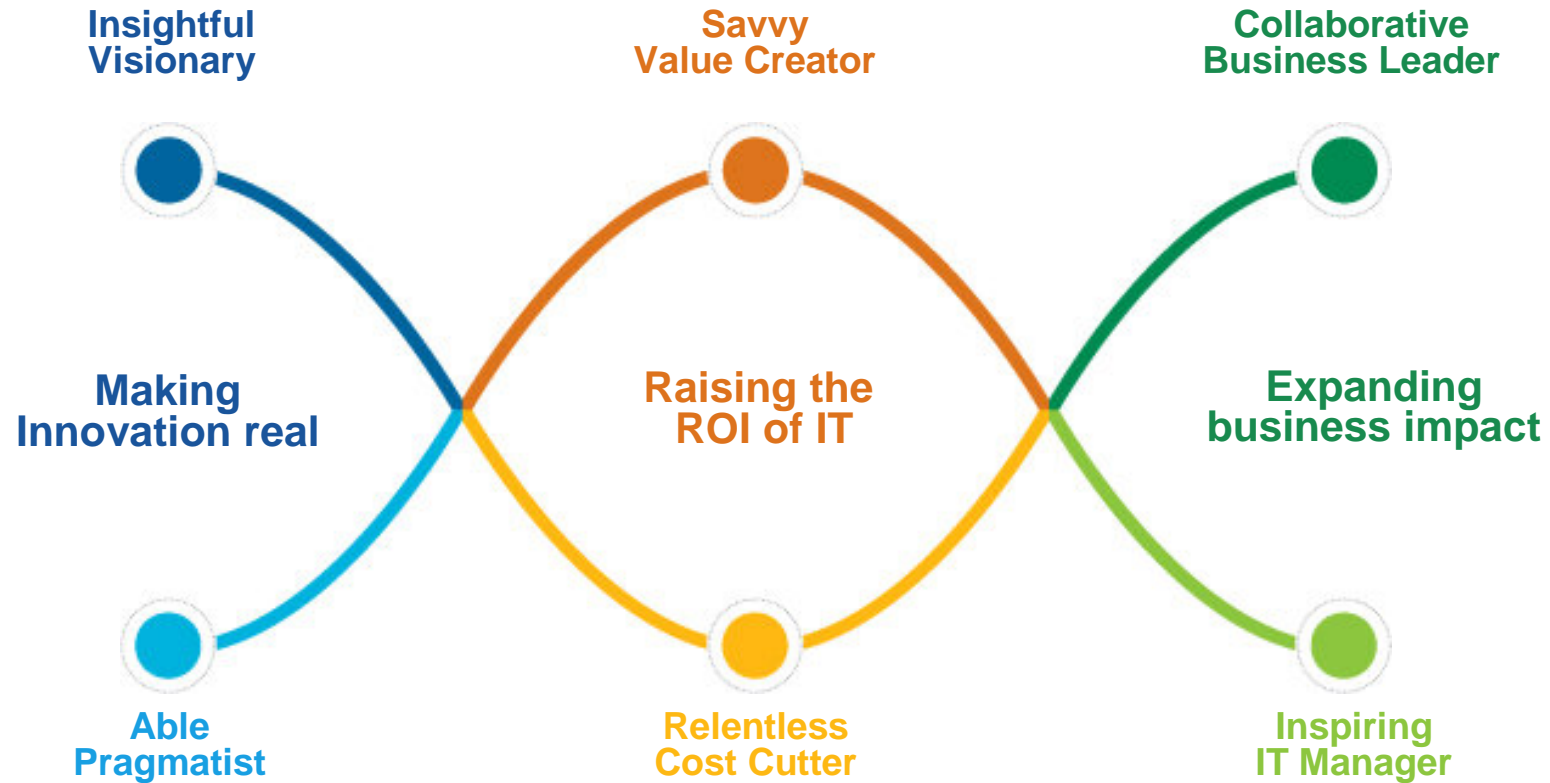 Insightful
Visionary
Savvy
Value Creator
Collaborative
Business Leader
Making
Innovation real
Raising the
ROI of IT
Expanding
business impact
Able
Pragmatist
Relentless
Cost Cutter
Inspiring
IT Manager